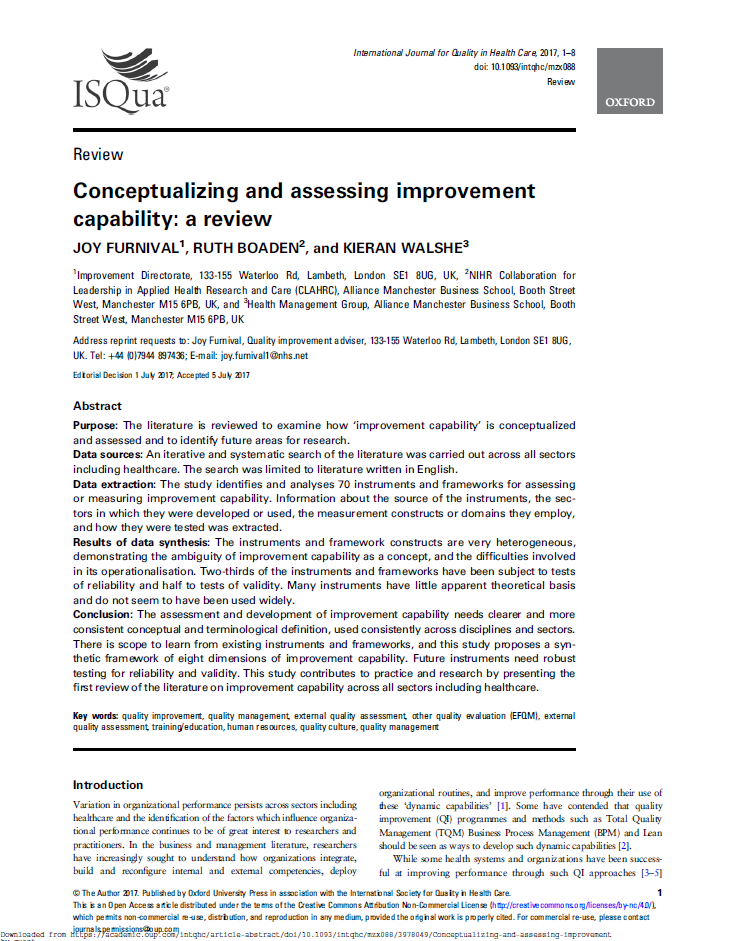 ISQua®
International Journal for Quality in Health Care, 2017, 1–8
doi: 10.1093/intqhc/mzx088
Review
OXFORD
Review
Conceptualizing and assessing improvement
capability: a review
JOY FURNIVAL1, RUTH BOADEN2, and KIERAN WALSHE3
1Improvement Directorate, 133-155 Waterloo Rd, Lambeth, London SE1 8UG, UK, 2NIHR Collaboration for
Leadership in Applied Health Research and Care (CLAHRC), Alliance Manchester Business School, Booth Street
West, Manchester M15 6PB, UK, and 3Health Management Group, Alliance Manchester Business School, Booth
Street West, Manchester M15 6PB, UK
Address reprint requests to: Joy Furnival, Quality improvement adviser, 133-155 Waterloo Rd, Lambeth, London SE1 8UG,
UK. Tel: +44 (0)7944 897436; E-mail: joy.furnival1@nhs.net
Editorial Decision 1 July 2017; Accepted 5 July 2017
Abstract
Purpose: The literature is reviewed to examine how ‘improvement capability’ is conceptualized
and assessed and to identify future areas for research.
Data sources: An iterative and systematic search of the literature was carried out across all sectors
including healthcare. The search was limited to literature written in English.
Data extraction: The study identifies and analyses 70 instruments and frameworks for assessing
or measuring improvement capability. Information about the source of the instruments, the sec-
tors in which they were developed or used, the measurement constructs or domains they employ,
and how they were tested was extracted.
Results of data synthesis: The instruments and framework constructs are very heterogeneous,
demonstrating the ambiguity of improvement capability as a concept, and the difficulties involved
in its operationalisation. Two-thirds of the instruments and frameworks have been subject to tests
of reliability and half to tests of validity. Many instruments have little apparent theoretical basis
and do not seem to have been used widely.
Conclusion: The assessment and development of improvement capability needs clearer and more
consistent conceptual and terminological definition, used consistently across disciplines and sectors.
There is scope to learn from existing instruments and frameworks, and this study proposes a syn-
thetic framework of eight dimensions of improvement capability. Future instruments need robust
testing for reliability and validity. This study contributes to practice and research by presenting the
first review of the literature on improvement capability across all sectors including healthcare.
Key words: quality improvement, quality management, external quality assessment, other quality evaluation (EFQM), external
quality assessment, training/education, human resources, quality culture, quality management
Introduction
Variation in organizational performance persists across sectors including
healthcare and the identification of the factors which influence organiza-
tional performance continues to be of great interest to researchers and
practitioners. In the business and management literature, researchers
have increasingly sought to understand how organizations integrate,
build and reconfigure internal and external competencies, deploy
organizational routines, and improve performance through their use of
these ‘dynamic capabilities’ [1]. Some have contended that quality
improvement (QI) programmes and methods such as Total Quality
Management (TQM) Business Process Management (BPM) and Lean
should be seen as ways to develop such dynamic capabilities [2].
While some health systems and organizations have been success-
ful at improving performance through such QI approaches [3–5]
© The Author 2017. Published by Oxford University Press in association with the International Society for Quality in Health Care.
1
This is an Open Access article distributed under the terms of the Creative Commons Attribution Non-Commercial License (http://creativecommons.org/licenses/by-nc/4.0/),
which permits non-commercial re-use, distribution, and reproduction in any medium, provided the original work is properly cited. For commercial re-use, please contact
journals.permissions@oup.com
Downloaded from https://academic.oup.com/intqhc/article-abstract/doi/10.1093/intqhc/mzx088/3978049/Conceptualizing-and-assessing-improvement